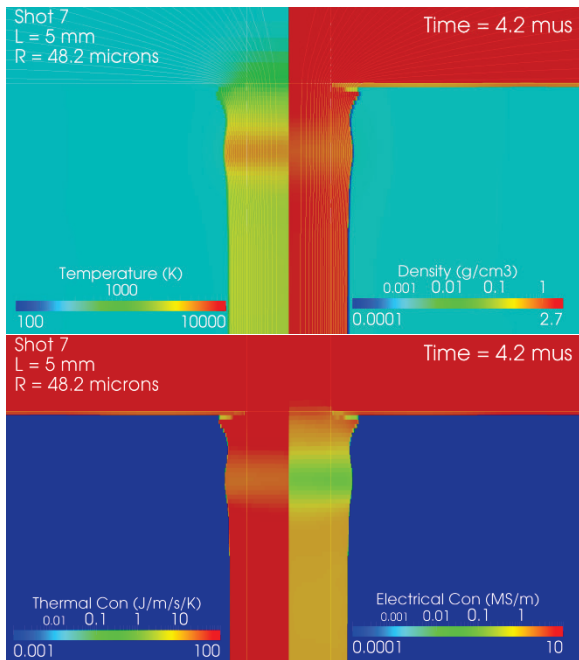 Shot 7
L = 5 mm
R = 48.2 microns
Time = 4.2 mus
Temperature (K)
1000
100 10000
Density (g/cm3)
0.001 0.01 0.1 1
0.0001 2.7
Shot 7
L = 5 mm
R = 48.2 microns
Time = 4.2 mus
Thermal Con (J/m/s/K)
0.01 0.1 1 10
0.001 100
Electrical Con (MS/m)
0.001 0.01 0.1 1
0.0001 10